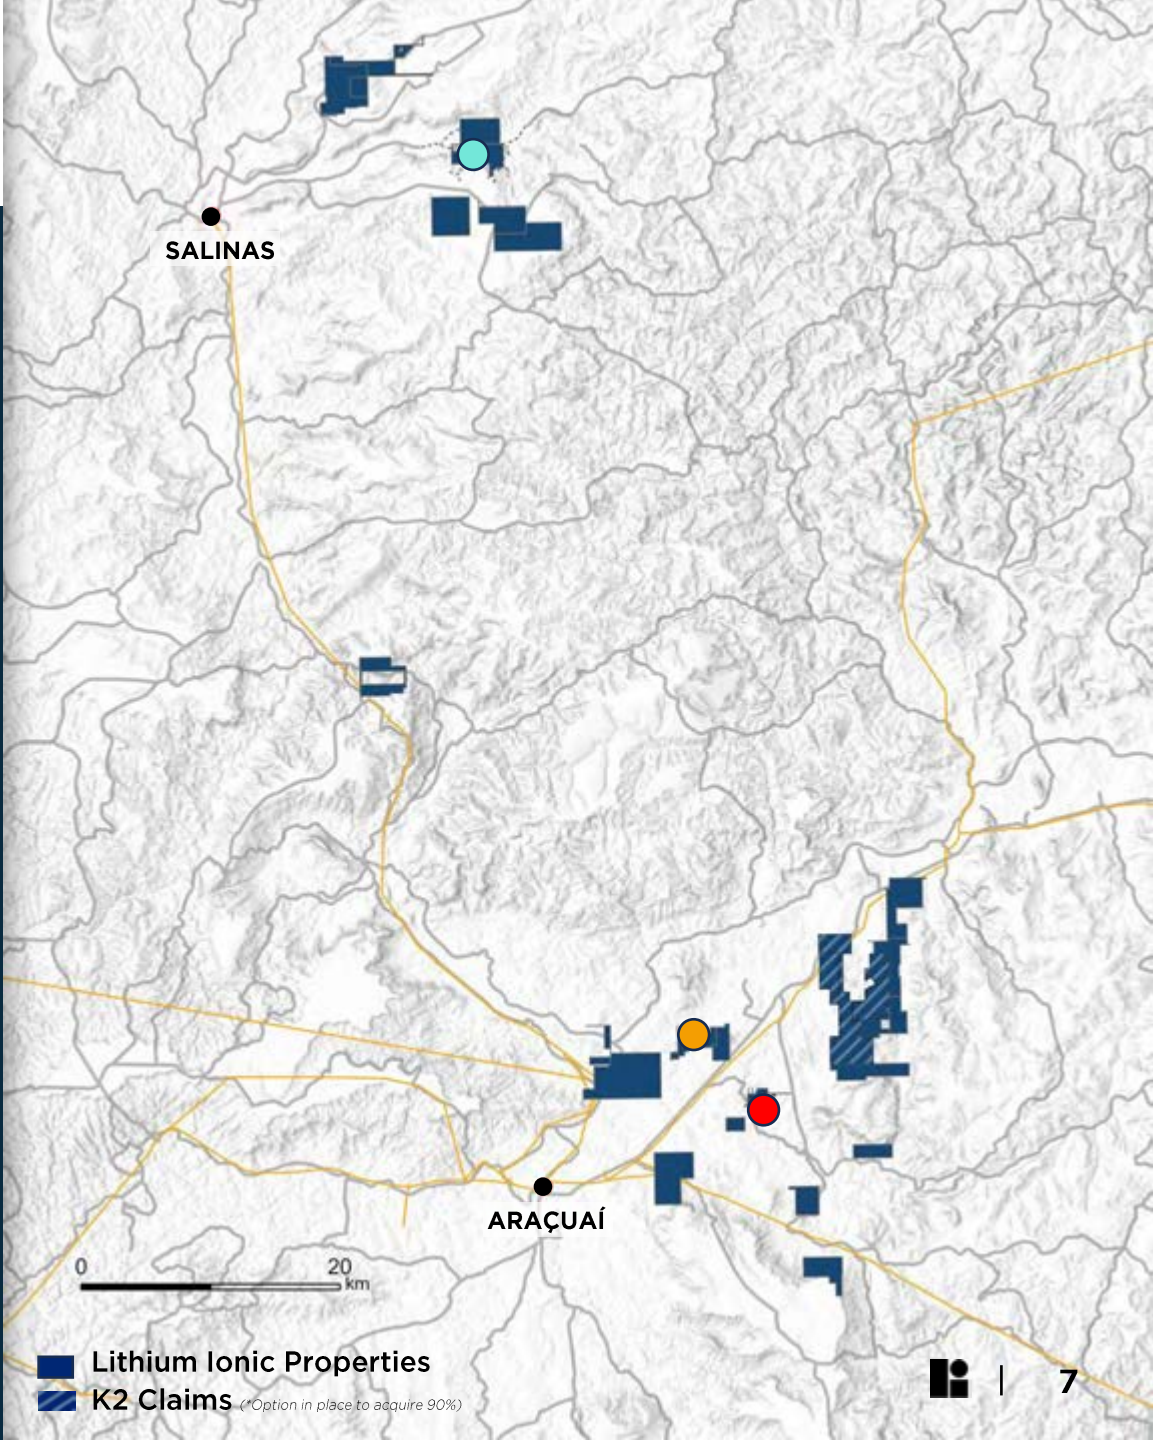 SALINAS
ARAÇUAÍ
0 20
km
Lithium Ionic Properties
K2 Claims (*Option in place to acquire 90%)
| 7